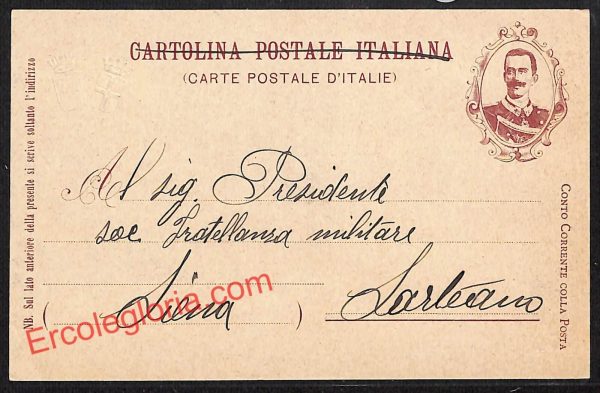 CARTOLINA POSTALE ITALIANA
(CARTE POSTALE D'ITALIE)
NB. Sul lato anteriore della presente si scrive soltanto l'indirizzo
Al sig. Presidente
soc Fratellanza militare
(Siena) Sarteano
CONTO CORRENTE COLLA POSTA
Ercolegloria.com